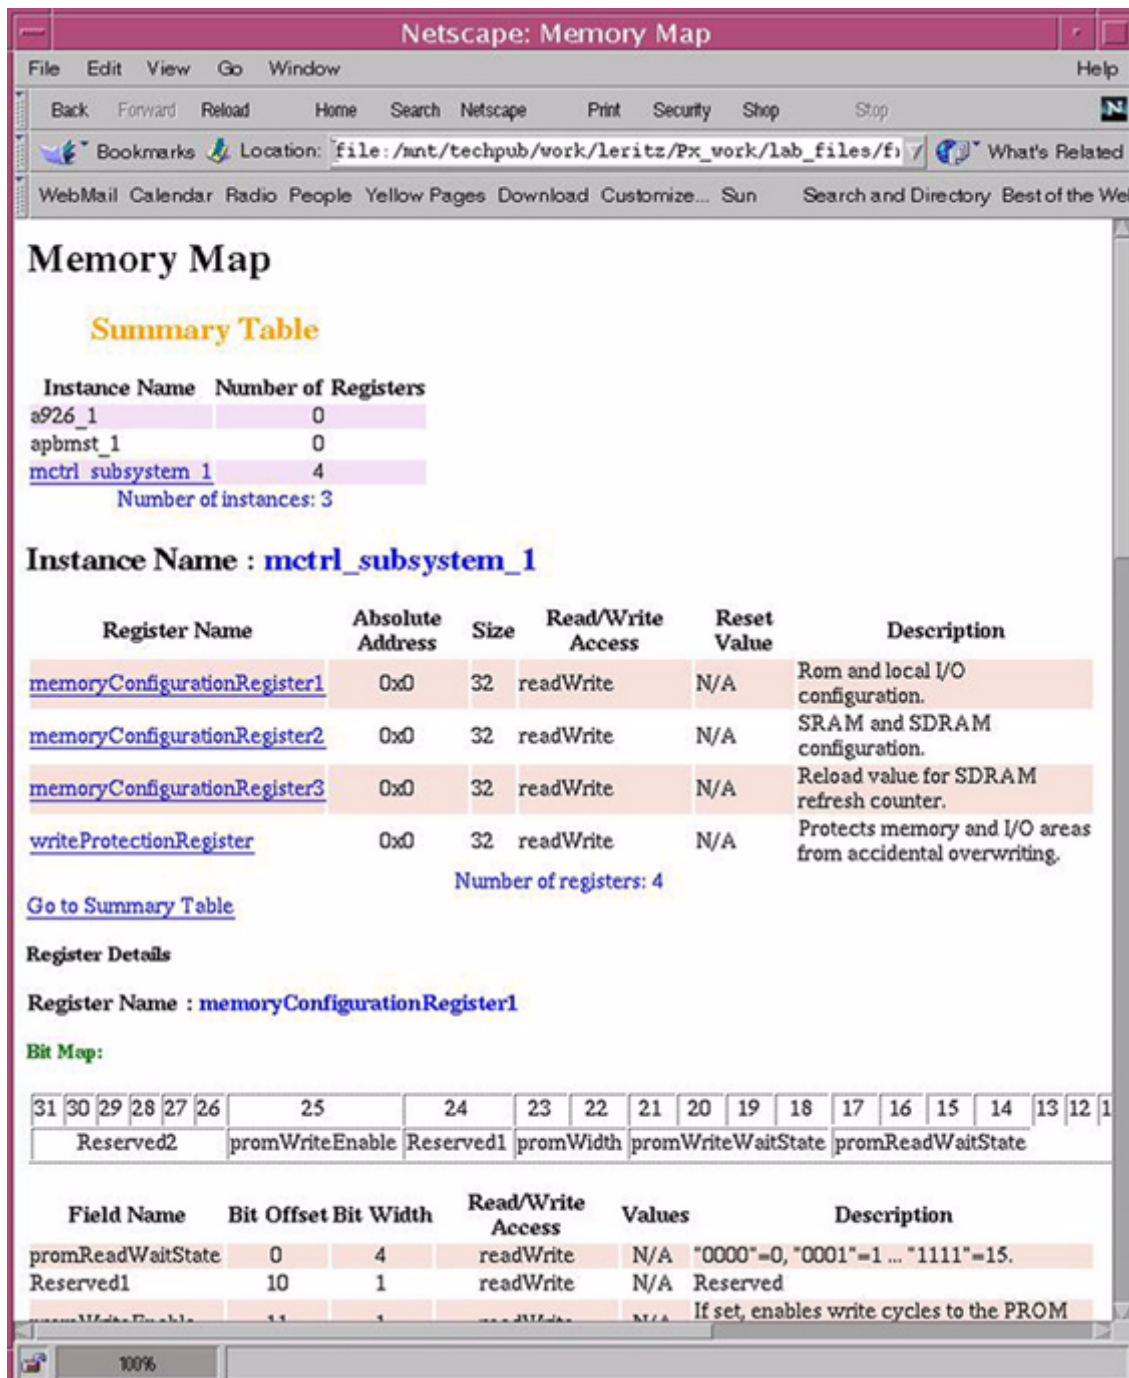 Netscape: Memory Map
File Edit View Go Window Help
Back Forward Reload Home Search Netscape Print Security Shop Stop N
Bookmarks Location: file:/mnt/techpub/work/leritz/Px_work/lab_files/f What's Related
WebMail Calendar Radio People Yellow Pages Download Customize... Sun Search and Directory Best of the We
Memory Map
Summary Table
Instance Name Number of Registers
a926_1 0
apbmst_1 0
mctrl_subsystem_1 4
Number of instances: 3
Instance Name : mctrl_subsystem_1
Register Name Absolute Address Size Read/Write Access Reset Value Description
memoryConfigurationRegister1 0x0 32 readWrite N/A Rom and local I/O configuration.
memoryConfigurationRegister2 0x0 32 readWrite N/A SRAM and SDRAM configuration.
memoryConfigurationRegister3 0x0 32 readWrite N/A Reload value for SDRAM refresh counter.
writeProtectionRegister 0x0 32 readWrite N/A Protects memory and I/O areas from accidental overwriting.
Number of registers: 4
Go to Summary Table
Register Details
Register Name : memoryConfigurationRegister1
Bit Map:
31 30 29 28 27 26 25 24 23 22 21 20 19 18 17 16 15 14 13 12 1
Reserved2 promWriteEnable Reserved1 promWidth promWriteWaitState promReadWaitState
Field Name Bit Offset Bit Width Read/Write Access Values Description
promReadWaitState 0 4 readWrite N/A "0000"=0, "0001"=1 ... "1111"=15.
Reserved1 10 1 readWrite N/A Reserved
promWriteEnable 11 1 readWrite N/A If set, enables write cycles to the PROM
100%